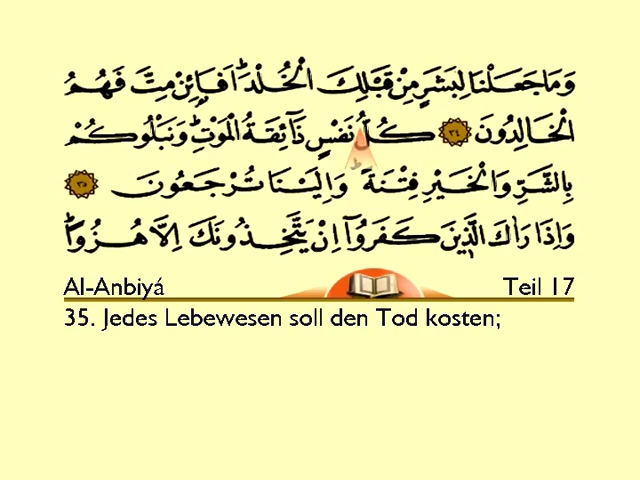 وَمَا جَعَلْنَا لِبَشَرٍ مِنْ قَبْلِكَ الْخُلْدَ ۖ اَفَا۟ئِنْ مِتَّ فَهُمُ
الْخَالِدُونَ ﴿٣٤﴾ كُلُّ نَفْسٍ ذَٓائِقَةُ الْمَوْتِ ۖ وَنَبْلُوكُمْ
بِالشَّرِّ وَالْخَيْرِ فِتْنَةً ۖ وَاِلَيْنَا تُرْجَعُونَ ﴿٣٥﴾
وَاِذَا رَاٰكَ الَّذٖينَ كَفَرُٓوا اِنْ يَتَّخِذُونَكَ اِلَّا هُزُوًا ۖ
Al-Anbiyá Teil 17
35. Jedes Lebewesen soll den Tod kosten;